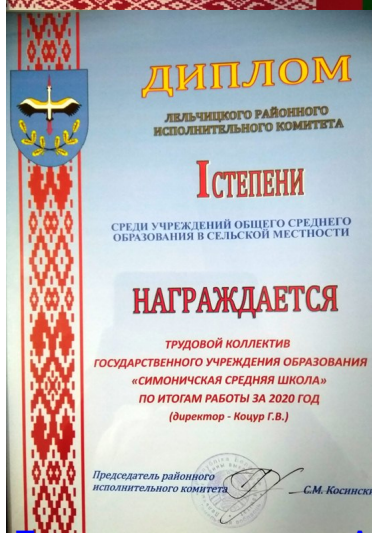 ДИПЛОМ
ЛЕЛЬЧИЦКОГО РАЙОННОГО
ИСПОЛНИТЕЛЬНОГО КОМИТЕТА
I СТЕПЕНИ
СРЕДИ УЧРЕЖДЕНИЙ ОБЩЕГО СРЕДНЕГО
ОБРАЗОВАНИЯ В СЕЛЬСКОЙ МЕСТНОСТИ
НАГРАЖДАЕТСЯ
ТРУДОВОЙ КОЛЛЕКТИВ
ГОСУДАРСТВЕННОГО УЧРЕЖДЕНИЯ ОБРАЗОВАНИЯ
«СИМОНИЧСКАЯ СРЕДНЯЯ ШКОЛА»
ПО ИТОГАМ РАБОТЫ ЗА 2020 ГОД
(директор - Коцур Г.В.)
Председатель районного
исполнительного комитета С.М. Косински